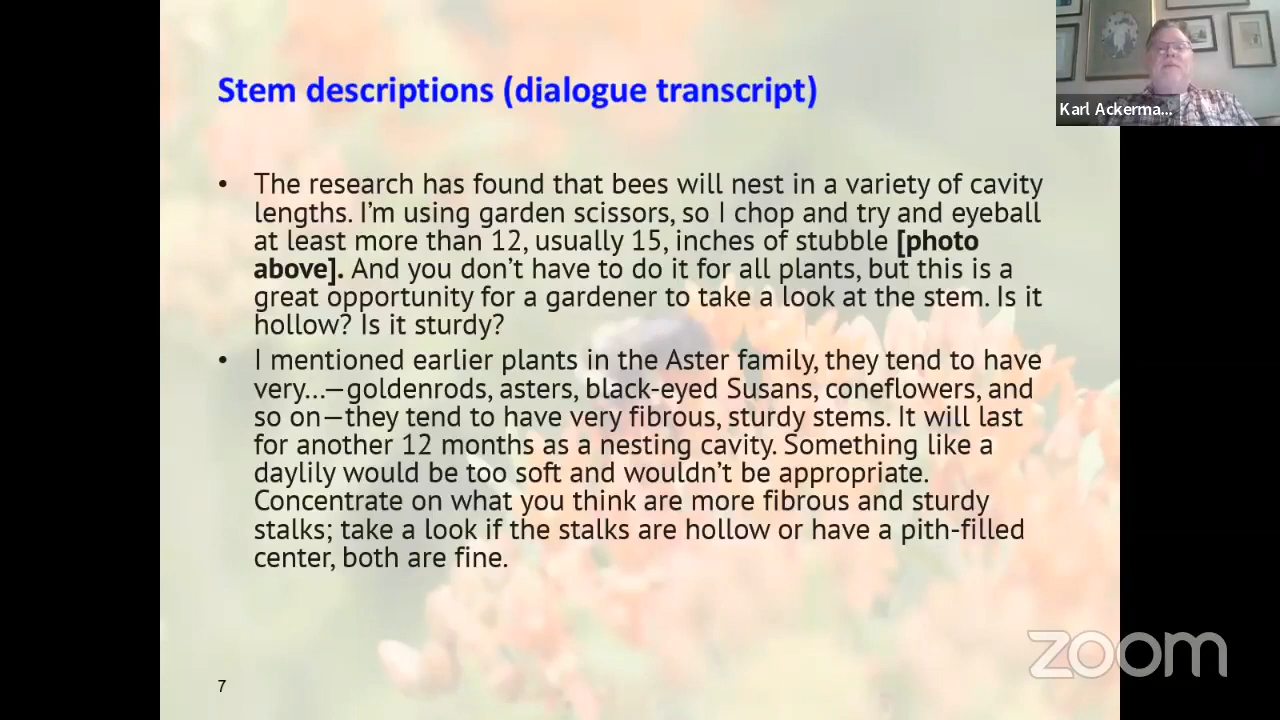 Stem descriptions (dialogue transcript)
Karl Ackerma...
• The research has found that bees will nest in a variety of cavity
lengths. I'm using garden scissors, so I chop and try and eyeball
at least more than 12, usually 15, inches of stubble [photo
above]. And you don't have to do it for all plants, but this is a
great opportunity for a gardener to take a look at the stem. Is it
hollow? Is it sturdy?
• I mentioned earlier plants in the Aster family, they tend to have
very...—goldenrods, asters, black-eyed Susans, coneflowers, and
so on—they tend to have very fibrous, sturdy stems. It will last
for another 12 months as a nesting cavity. Something like a
daylily would be too soft and wouldn't be appropriate.
Concentrate on what you think are more fibrous and sturdy
stalks; take a look if the stalks are hollow or have a pith-filled
center, both are fine.
zoom
7